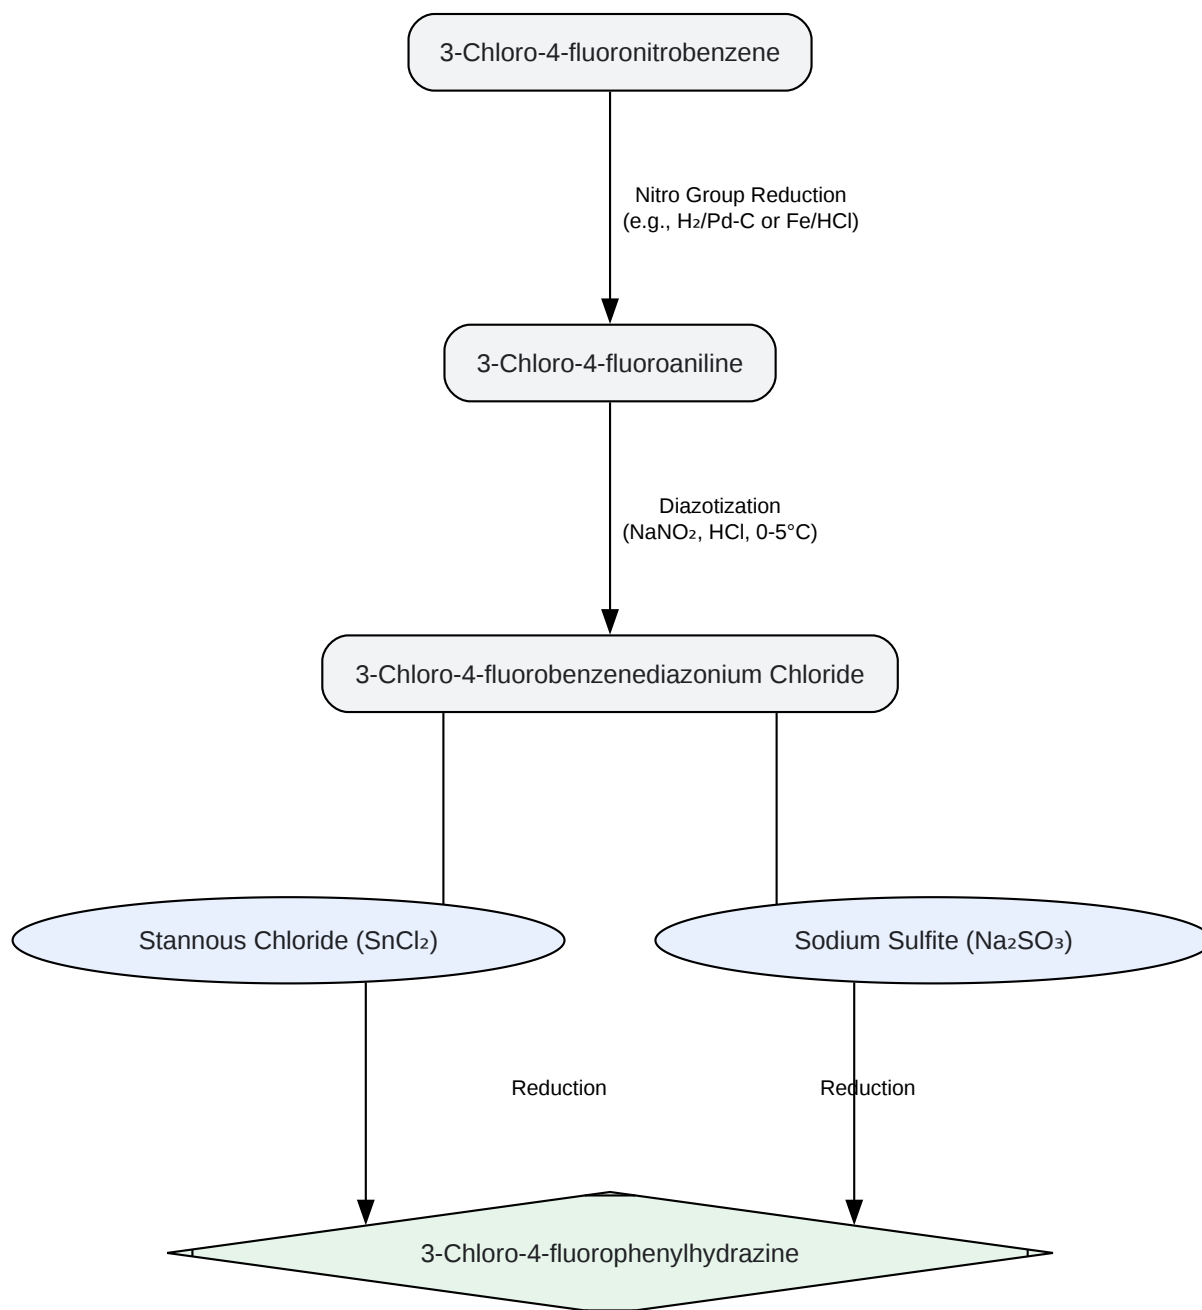 3-Chloro-4-fluoronitrobenzene
Nitro Group Reduction
(e.g., H₂/Pd-C or Fe/HCl)
3-Chloro-4-fluoroaniline
Diazotization
(NaNO₂, HCl, 0-5°C)
3-Chloro-4-fluorobenzenediazonium Chloride
Stannous Chloride (SnCl₂)
Sodium Sulfite (Na₂SO₃)
Reduction
Reduction
3-Chloro-4-fluorophenylhydrazine